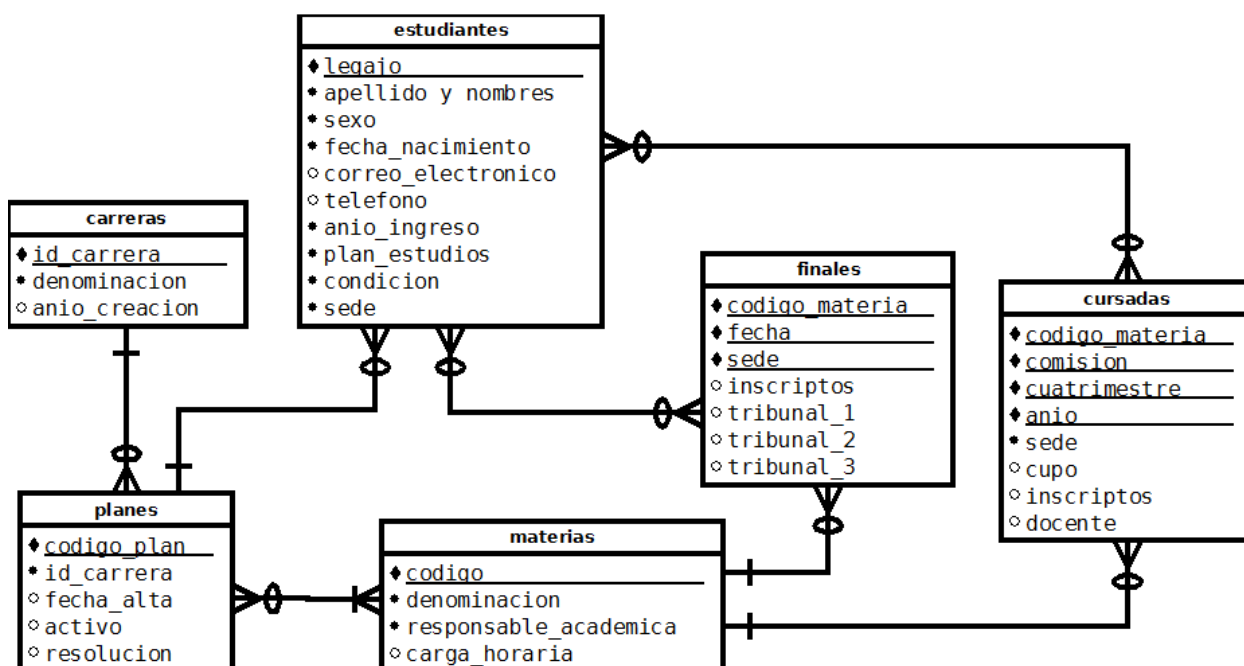 estudiantes
legajo
apellido y nombres
sexo
fecha_nacimiento
correo_electronico
telefono
anio_ingreso
plan_estudios
condicion
sede
carreras
id_carrera
denominacion
anio_creacion
finales
codigo_materia
fecha
sede
inscriptos
tribunal_1
tribunal_2
tribunal_3
cursadas
codigo_materia
comision
cuatrimestre
anio
sede
cupo
inscriptos
docente
planes
codigo_plan
id_carrera
fecha_alta
activo
resolucion
materias
codigo
denominacion
responsable_academica
carga_horaria